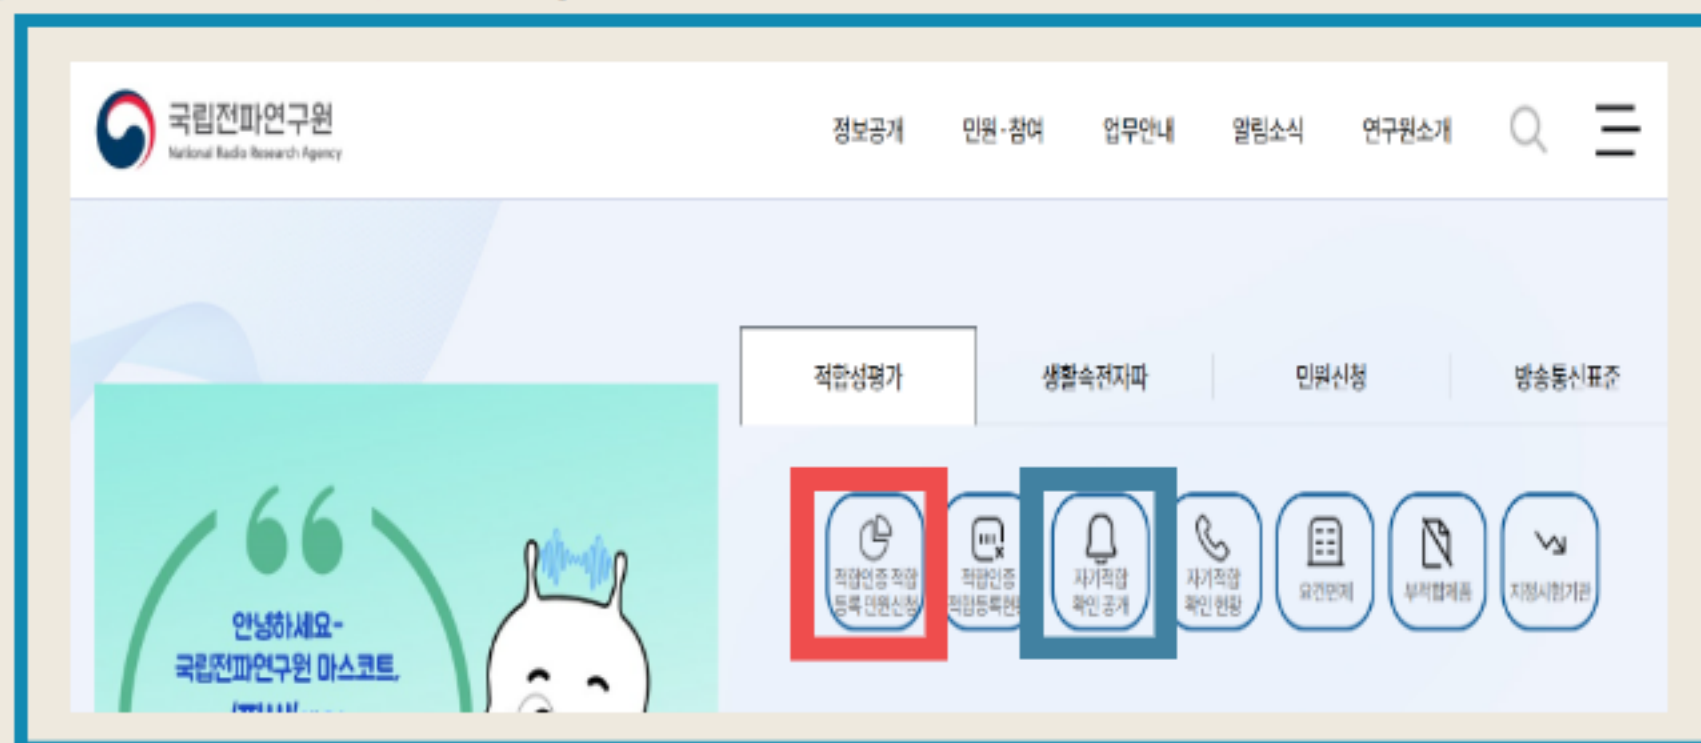 국립전파연구원
National Radio Research Agency
정보공개 민원·참여 업무안내 알림소식 연구원소개
적합성평가 생활속전자파 민원신청 방송통신표준
적합인증 적합
등록 민원신청
적합인증
적합등록현황
자기적합
확인 공개
자기적합
확인 현황
요건면제
부적합제품
지정시험기관
안녕하세요~
국립전파연구원 마스코트,